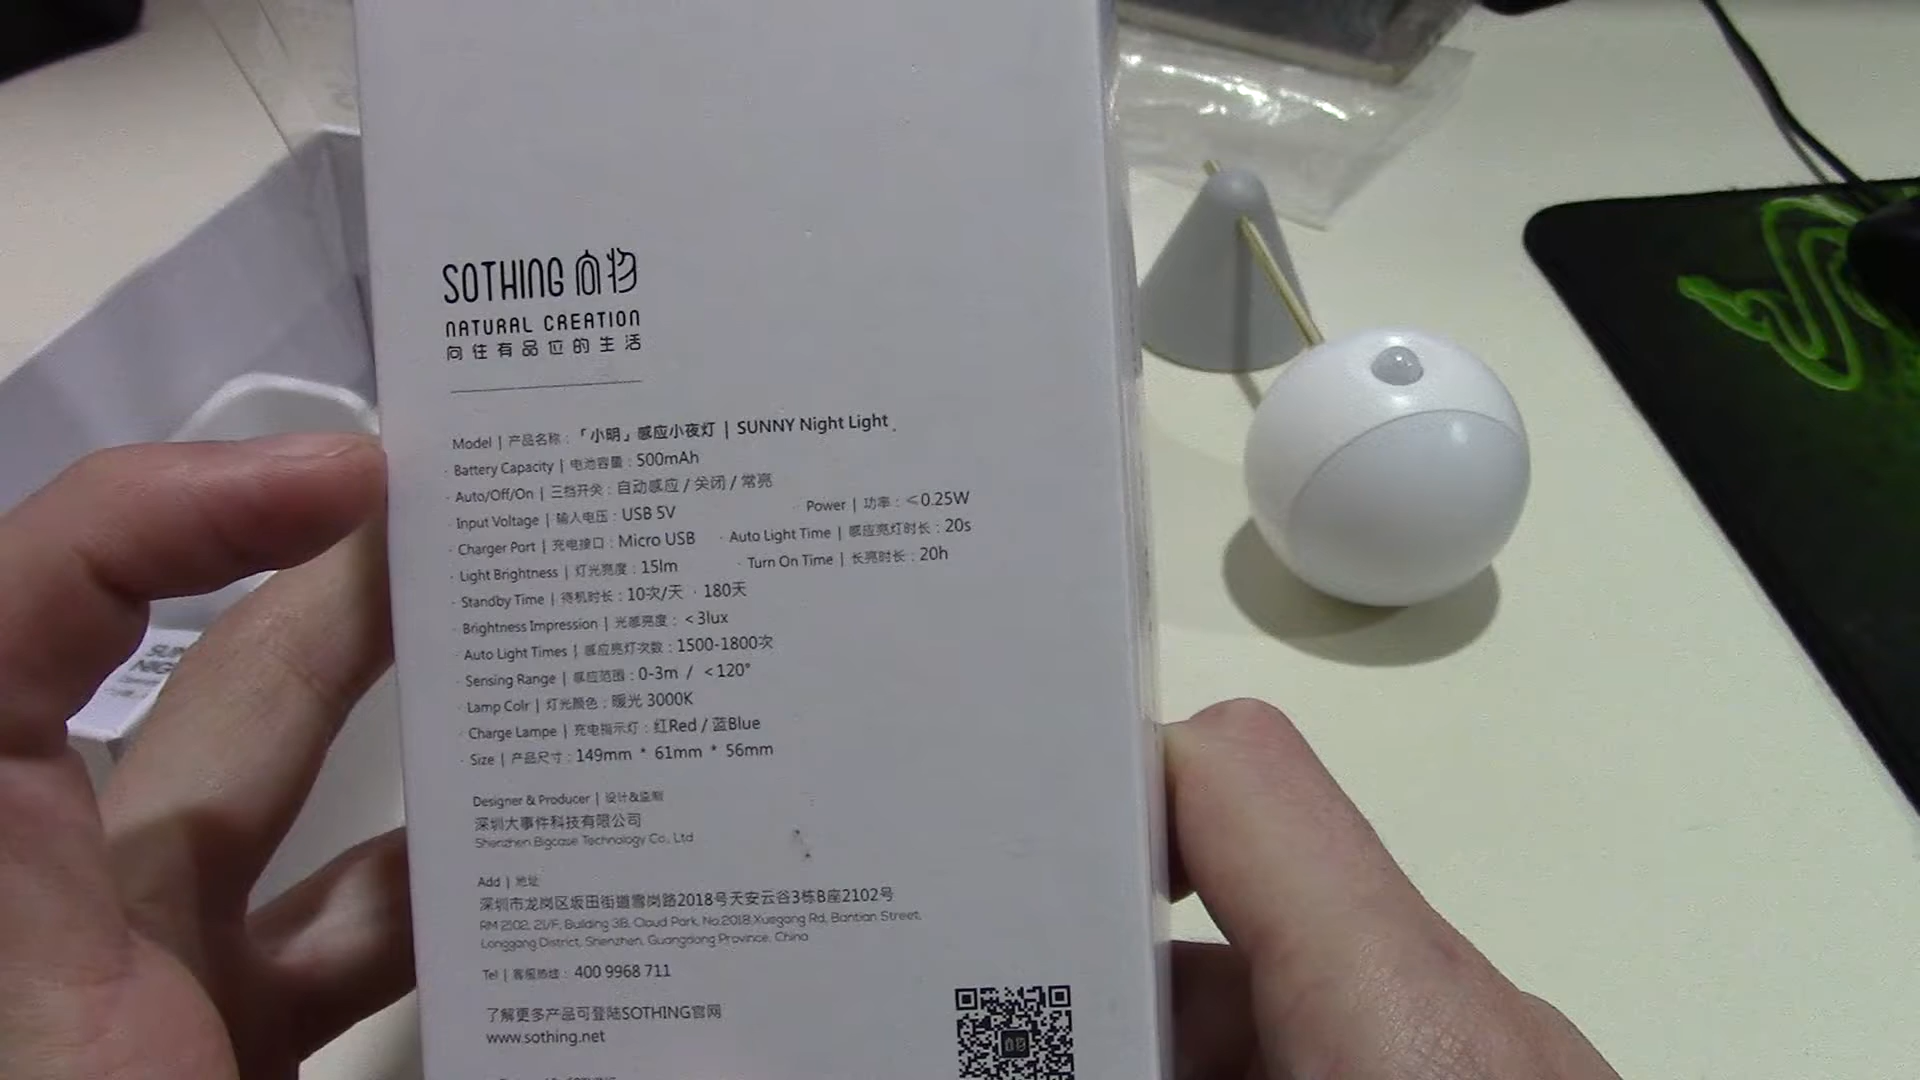 SOTHING 向物
NATURAL CREATION
向往有品位的生活
Model | 产品名称：「小明」感应小夜灯 | SUNNY Night Light
· Battery Capacity | 电池容量：500mAh
· Auto/Off/On | 三挡开关：自动感应 / 关闭 / 常亮
· Input Voltage | 输入电压：USB 5V · Power | 功率：≤0.25W
· Charger Port | 充电接口：Micro USB · Auto Light Time | 感应亮灯时长：20s
· Light Brightness | 灯光亮度：15lm · Turn On Time | 长亮时长：20h
· Standby Time | 待机时长：10次/天 · 180天
· Brightness Impression | 光感亮度：<3lux
· Auto Light Times | 感应亮灯次数：1500-1800次
· Sensing Range | 感应范围：0-3m / <120°
· Lamp Colr | 灯光颜色：暖光 3000K
· Charge Lampe | 充电指示灯：红Red / 蓝Blue
· Size | 产品尺寸：149mm * 61mm * 56mm
Designer & Producer | 设计&监制
深圳大事件科技有限公司
Shenzhen Bigcase Technology Co., Ltd
Add | 地址
深圳市龙岗区坂田街道雪岗路2018号天安云谷3栋B座2102号
RM 2102, 21/F, Building 3B, Cloud Park, No.2018 Xuegang Rd, Bantian Street,
Longgang District, Shenzhen, Guangdong Province, China
Tel | 客服热线：400 9968 711
了解更多产品可登陆SOTHING官网
www.sothing.net